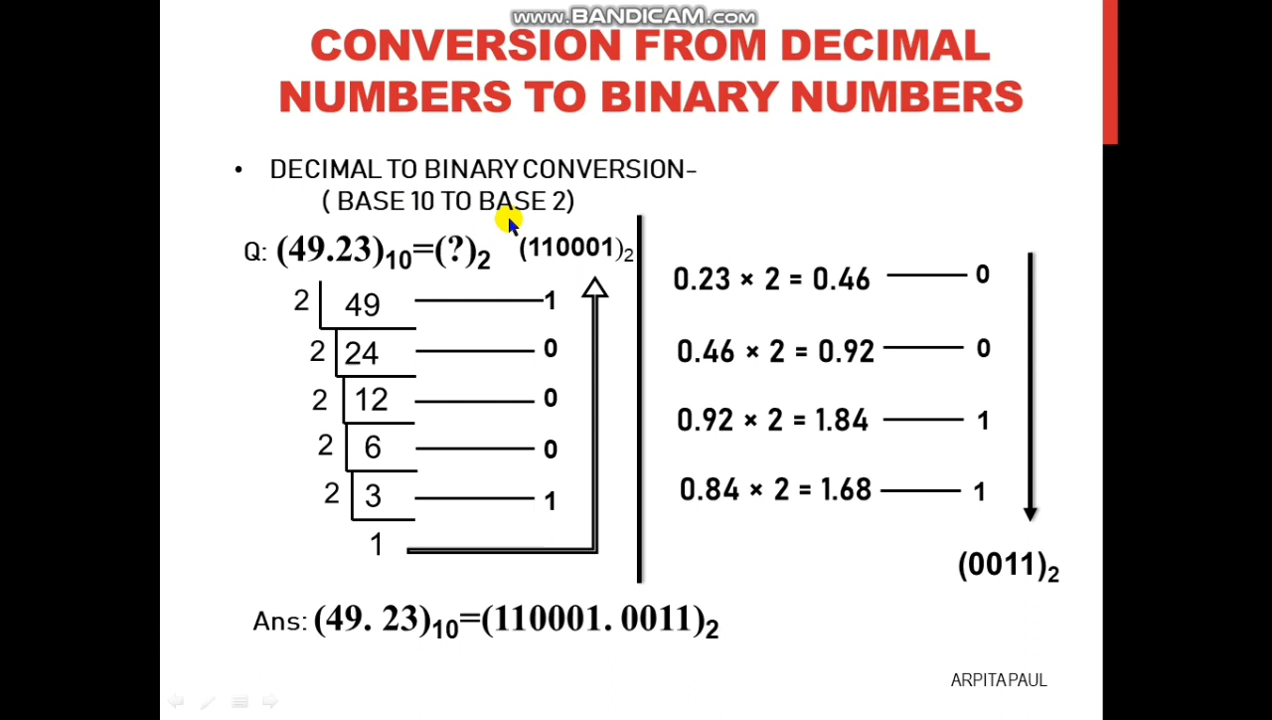 www.BANDICAM.com
CONVERSION FROM DECIMAL
NUMBERS TO BINARY NUMBERS
• DECIMAL TO BINARY CONVERSION-
( BASE 10 TO BASE 2)
Q: (49.23)₁₀=(?)₂ (110001)₂
2 49 1
2 24 0
2 12 0
2 6 0
2 3 1
1
0.23 × 2 = 0.46 0
0.46 × 2 = 0.92 0
0.92 × 2 = 1.84 1
0.84 × 2 = 1.68 1
(0011)₂
Ans: (49. 23)₁₀=(110001. 0011)₂
ARPITA PAUL